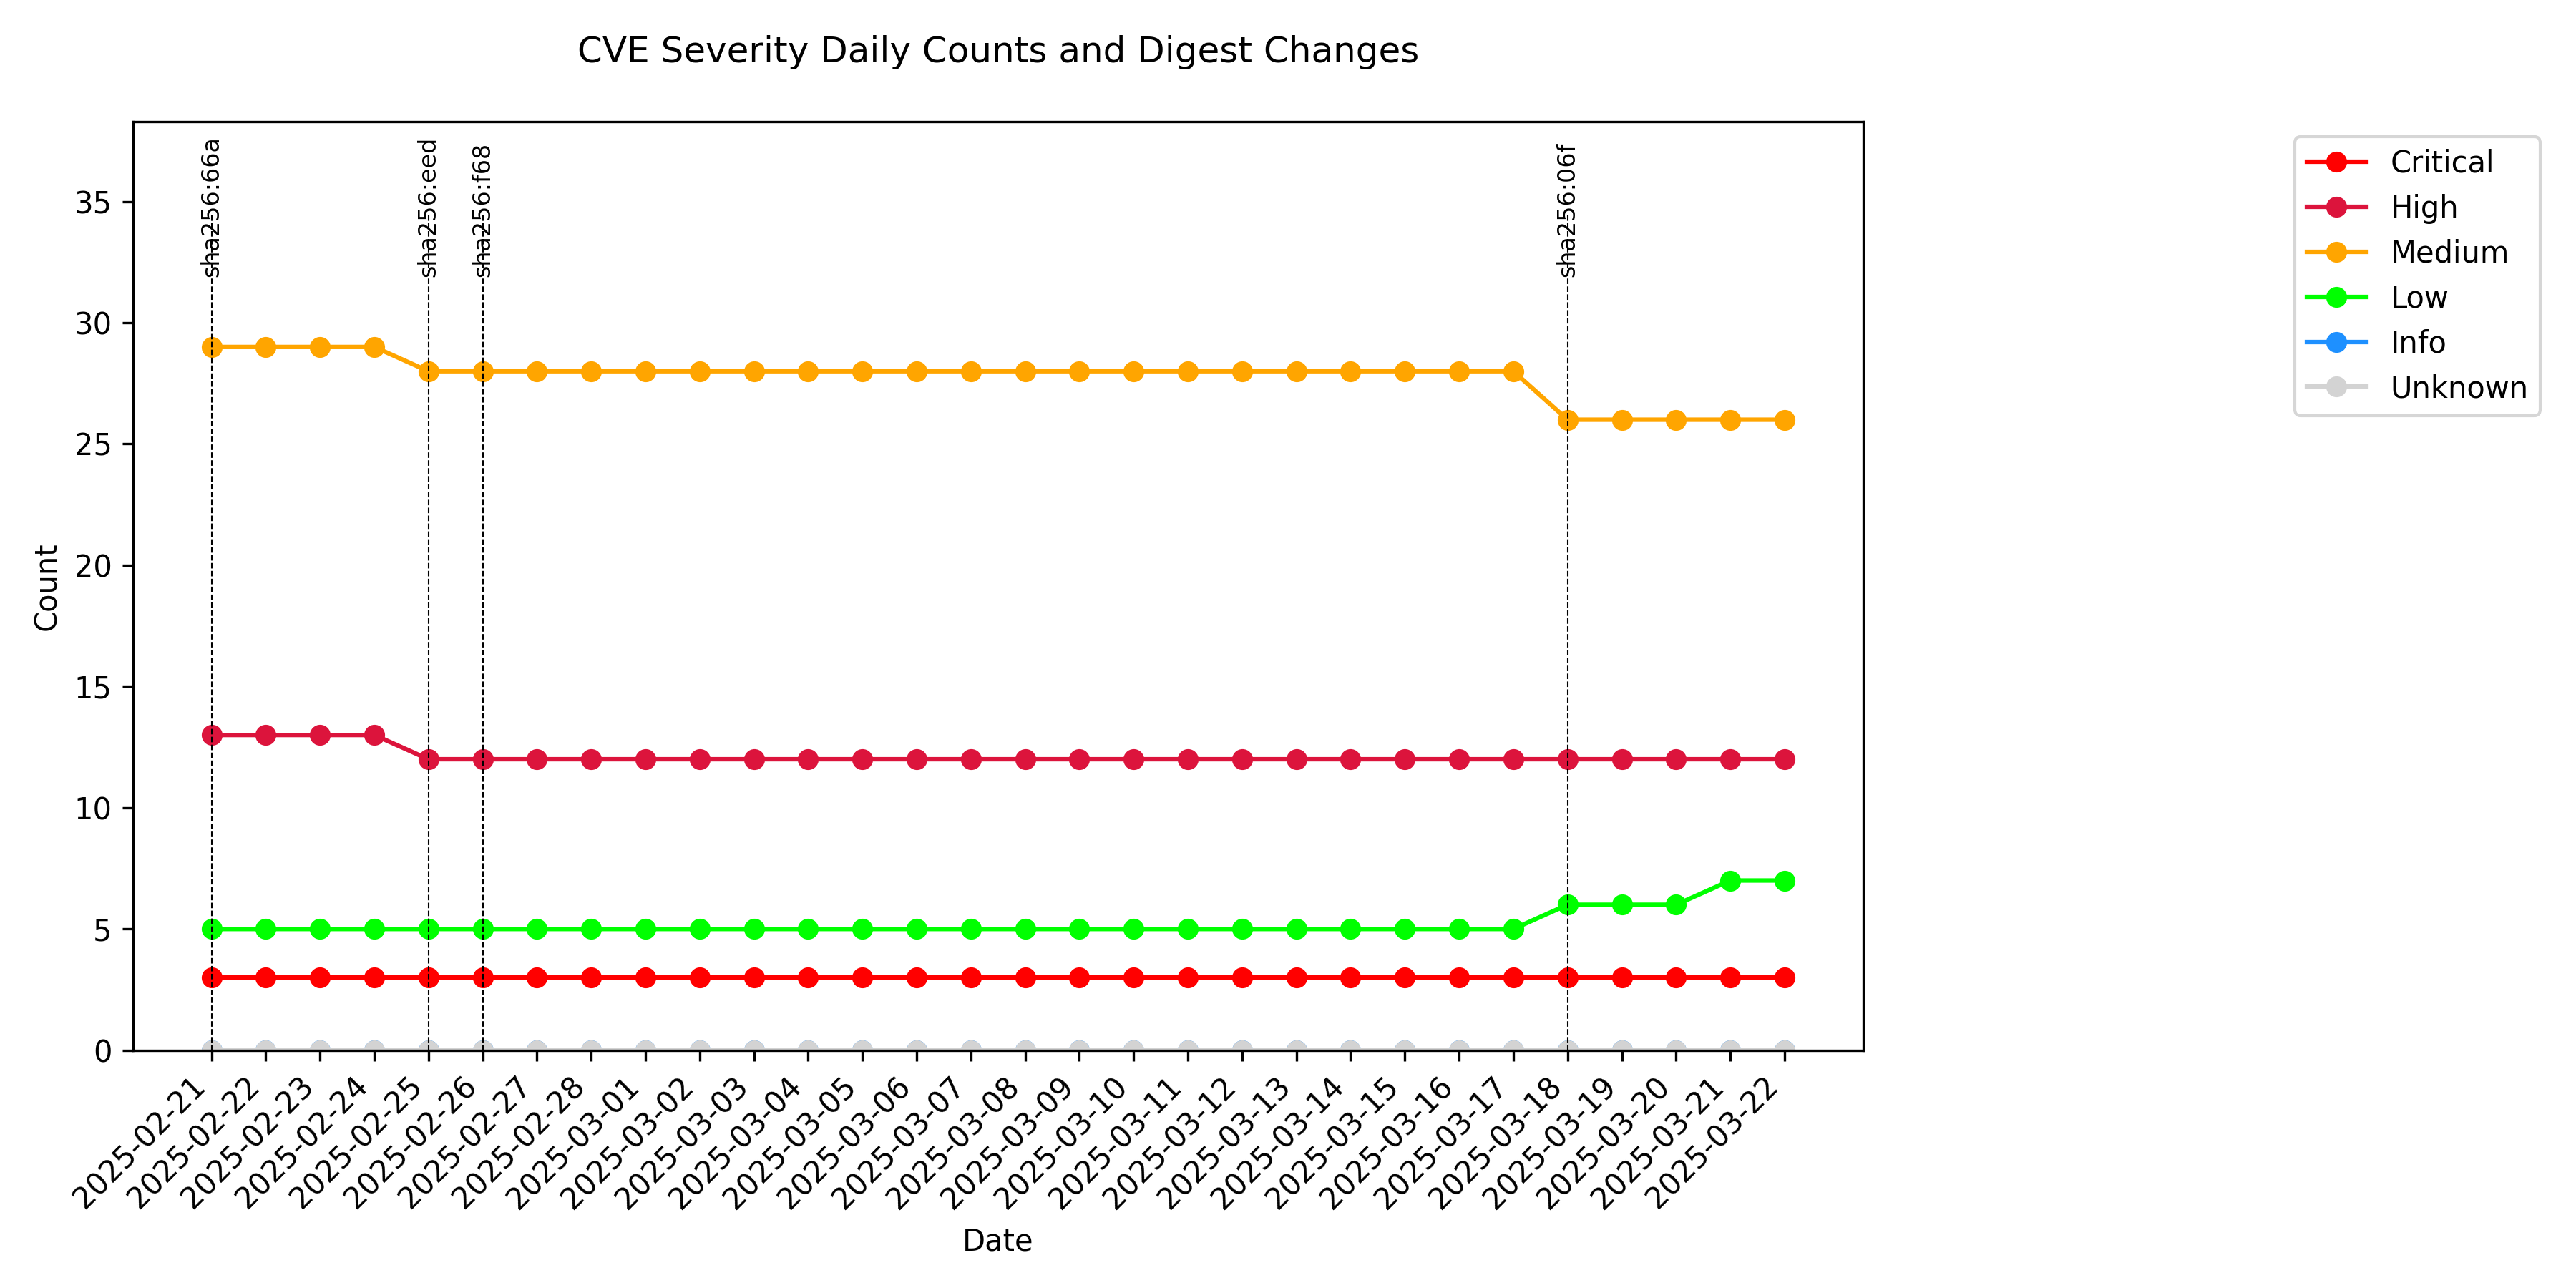 CVE Severity Daily Counts and Digest Changes
sha256:66a
sha256:eed
sha256:f68
sha256:06f
Critical
High
Medium
Low
Info
Unknown
35
30
25
20
15
10
5
0
Count
2025-02-21
2025-02-22
2025-02-23
2025-02-24
2025-02-25
2025-02-26
2025-02-27
2025-02-28
2025-03-01
2025-03-02
2025-03-03
2025-03-04
2025-03-05
2025-03-06
2025-03-07
2025-03-08
2025-03-09
2025-03-10
2025-03-11
2025-03-12
2025-03-13
2025-03-14
2025-03-15
2025-03-16
2025-03-17
2025-03-18
2025-03-19
2025-03-20
2025-03-21
2025-03-22
Date